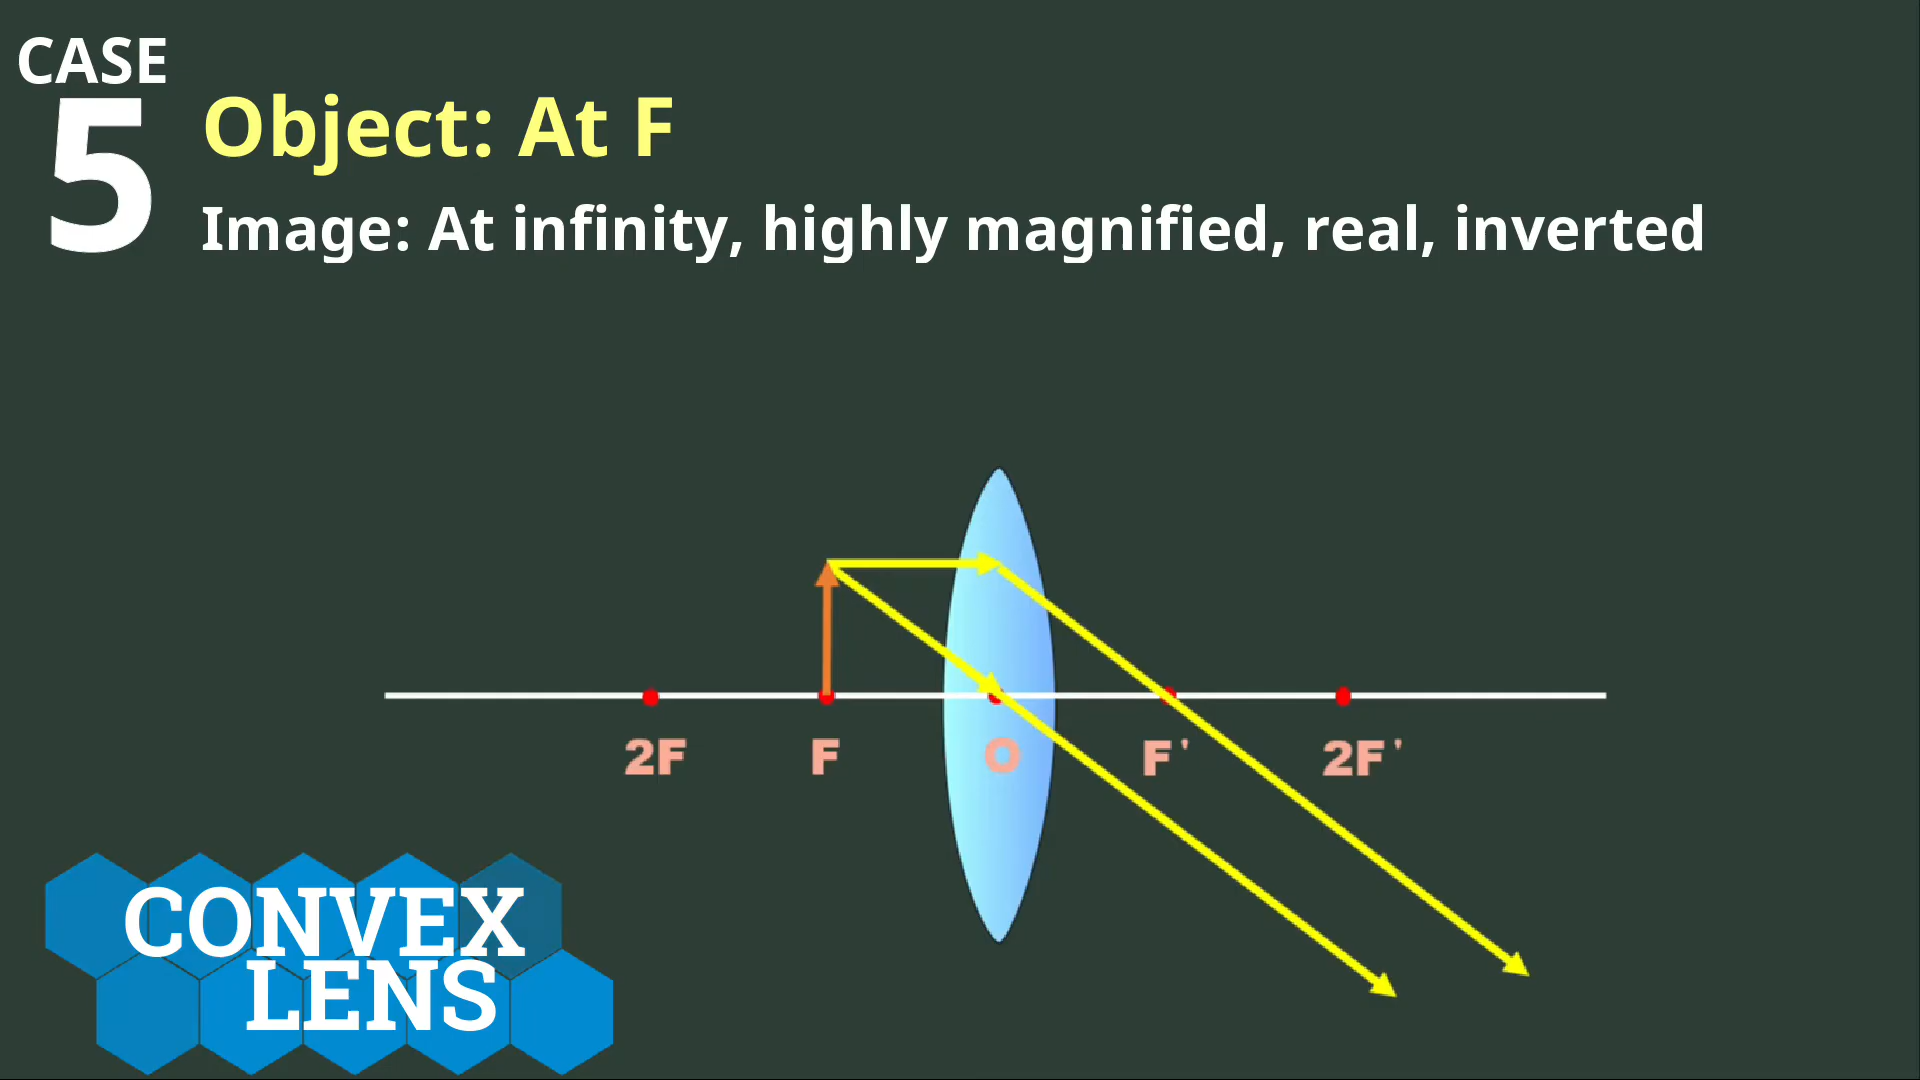 CASE
5
Object: At F
Image: At infinity, highly magnified, real, inverted
2F F O F' 2F'
CONVEX
LENS